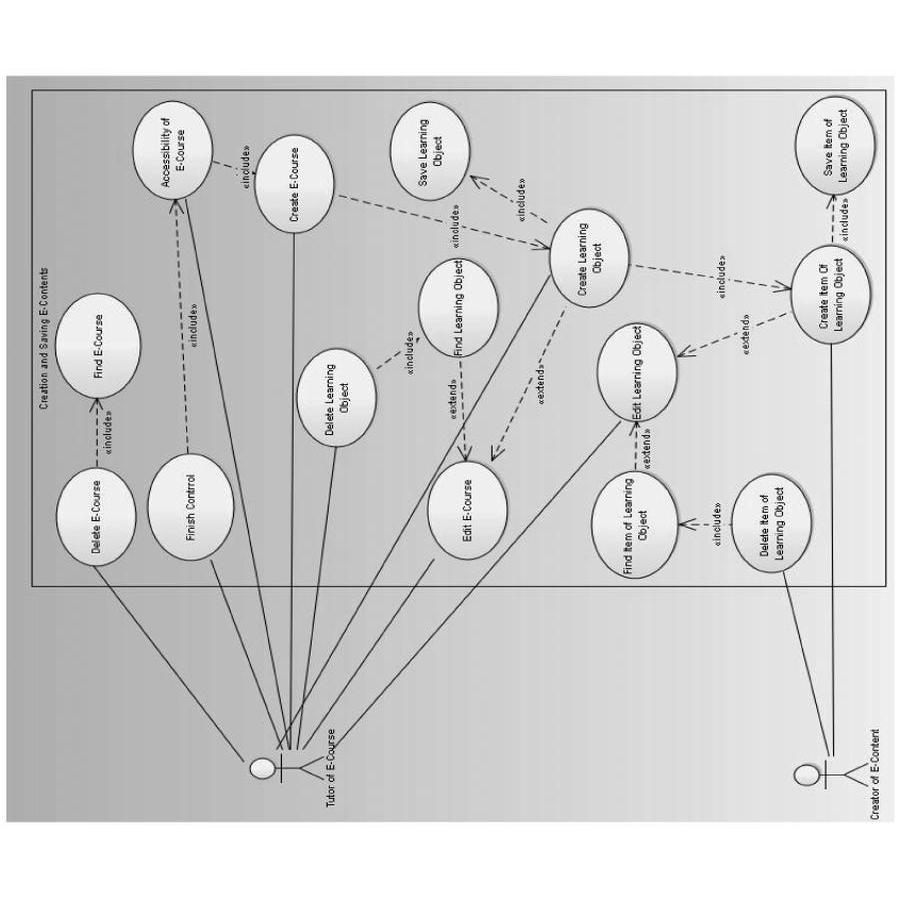 Creation and Saving E-Contents
Delete E-Course
«include»
Find E-Course
Finish Contrrol
«include»
Accessibility of
E-Course
«include»
Create E-Course
Delete Learning
Object
«include»
Find Learning Object
Save Learning
Object
«include»
«include»
«extend»
Edit E-Course
«extend»
Create Learning
Object
«include»
Find Item of Learning
Object
«extend»
Edit Learning Object
«extend»
«include»
Delete Item of
Learning Object
Create Item Of
Learning Object
«include»
Save Item of
Learning Object
Tutor of E-Course
Creator of E-Content